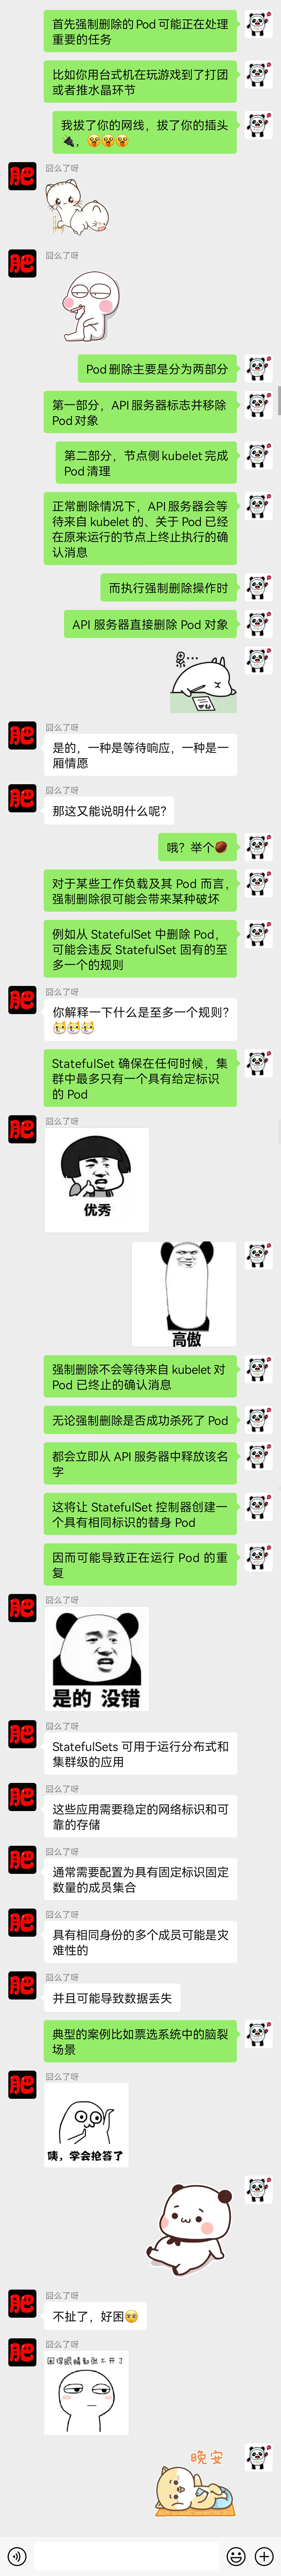 首先强制删除的 Pod 可能正在处理
重要的任务
比如你用台式机在玩游戏到了打团
或者推水晶环节
我拔了你的网线，拔了你的插头
🔌，😲😲😲
肥
囧么了呀
肥
囧么了呀
Pod 删除主要是分为两部分
第一部分，API 服务器标志并移除
Pod 对象
第二部分，节点侧 kubelet 完成
Pod 清理
正常删除情况下，API 服务器会等
待来自 kubelet 的、关于 Pod 已经
在原来运行的节点上终止执行的确
认消息
而执行强制删除操作时
API 服务器直接删除 Pod 对象
肥
囧么了呀
是的，一种是等待响应，一种是一
厢情愿
肥
囧么了呀
那这又能说明什么呢？
哦？举个🌰
对于某些工作负载及其 Pod 而言，
强制删除很可能会带来某种破坏
例如从 StatefulSet 中删除 Pod，
可能会违反 StatefulSet 固有的至
多一个的规则
肥
囧么了呀
你解释一下什么是至多一个规则？
😼😼😼
StatefulSet 确保在任何时候，集
群中最多只有一个具有给定标识
的 Pod
肥
囧么了呀
优秀
高傲
强制删除不会等待来自 kubelet 对
Pod 已终止的确认消息
无论强制删除是否成功杀死了 Pod
都会立即从 API 服务器中释放该名
字
这将让 StatefulSet 控制器创建一
个具有相同标识的替身 Pod
因而可能导致正在运行 Pod 的重
复
肥
囧么了呀
是的 没错
肥
囧么了呀
StatefulSets 可用于运行分布式和
集群级的应用
肥
囧么了呀
这些应用需要稳定的网络标识和可
靠的存储
肥
囧么了呀
通常需要配置为具有固定标识固定
数量的成员集合
肥
囧么了呀
具有相同身份的多个成员可能是灾
难性的
肥
囧么了呀
并且可能导致数据丢失
典型的案例比如票选系统中的脑裂
场景
肥
囧么了呀
咦，学会抢答了
肥
囧么了呀
不扯了，好困🥺
肥
囧么了呀
困得眼睛都张不开了
晚安